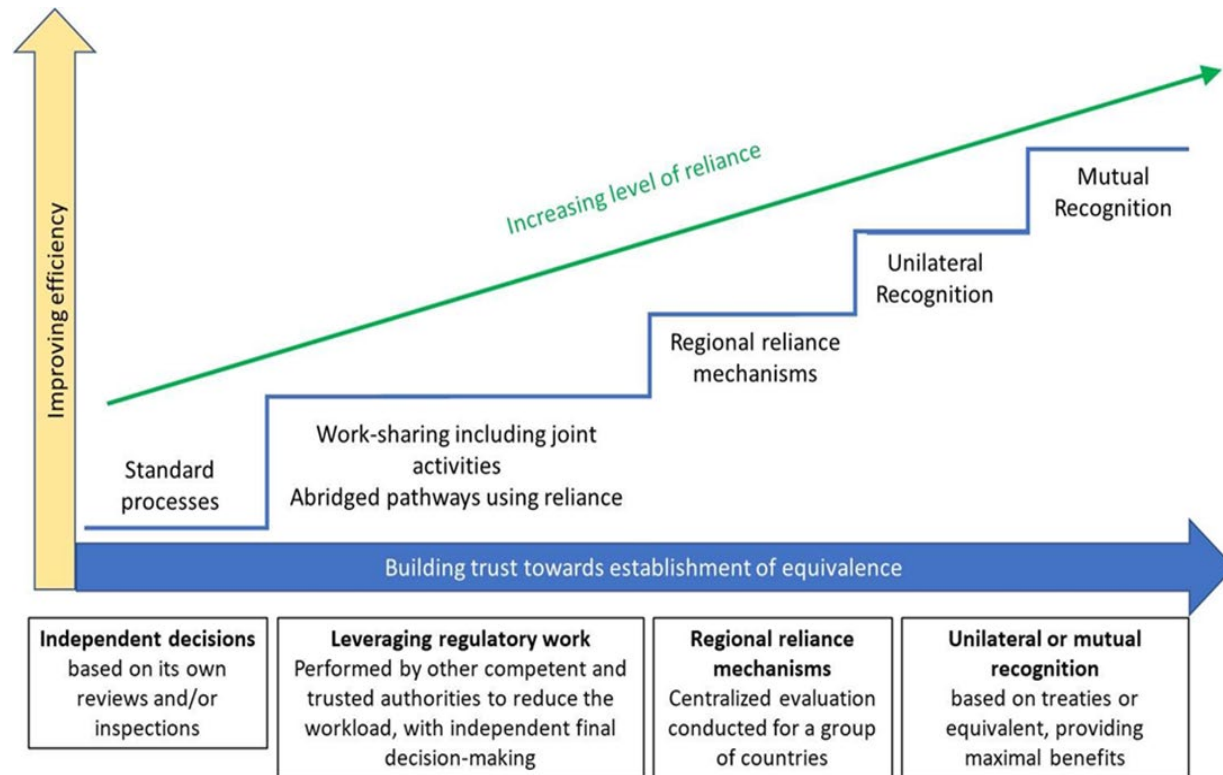 Improving efficiency
Increasing level of reliance
Mutual
Recognition
Unilateral
Recognition
Regional reliance
mechanisms
Work-sharing including joint
activities
Abridged pathways using reliance
Standard
processes
Building trust towards establishment of equivalence
Independent decisions
based on its own
reviews and/or
inspections
Leveraging regulatory work
Performed by other competent and
trusted authorities to reduce the
workload, with independent final
decision-making
Regional reliance
mechanisms
Centralized evaluation
conducted for a group
of countries
Unilateral or mutual
recognition
based on treaties or
equivalent, providing
maximal benefits